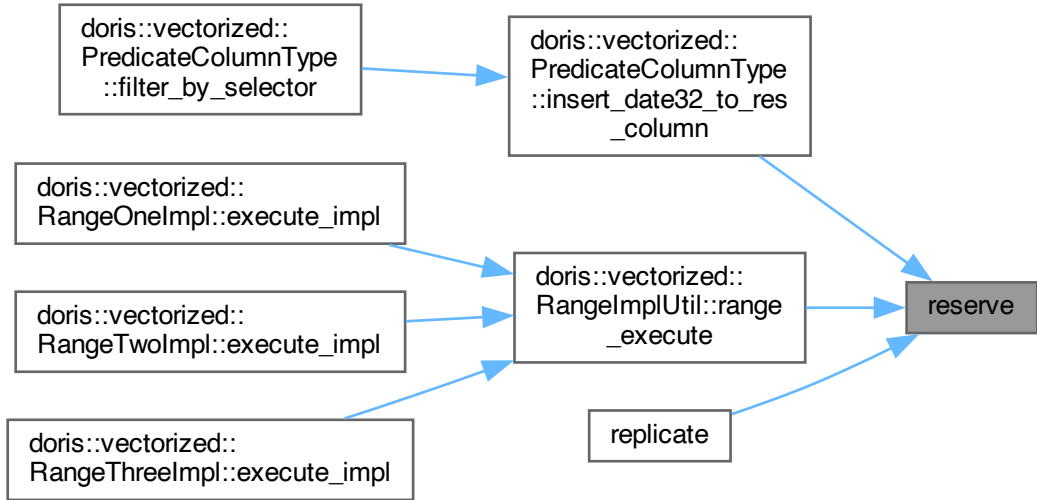 doris::vectorized::
PredicateColumnType
::filter_by_selector
doris::vectorized::
PredicateColumnType
::insert_date32_to_res
_column
doris::vectorized::
RangeOneImpl::execute_impl
doris::vectorized::
RangeTwoImpl::execute_impl
doris::vectorized::
RangeThreeImpl::execute_impl
doris::vectorized::
RangeImplUtil::range
_execute
replicate
reserve